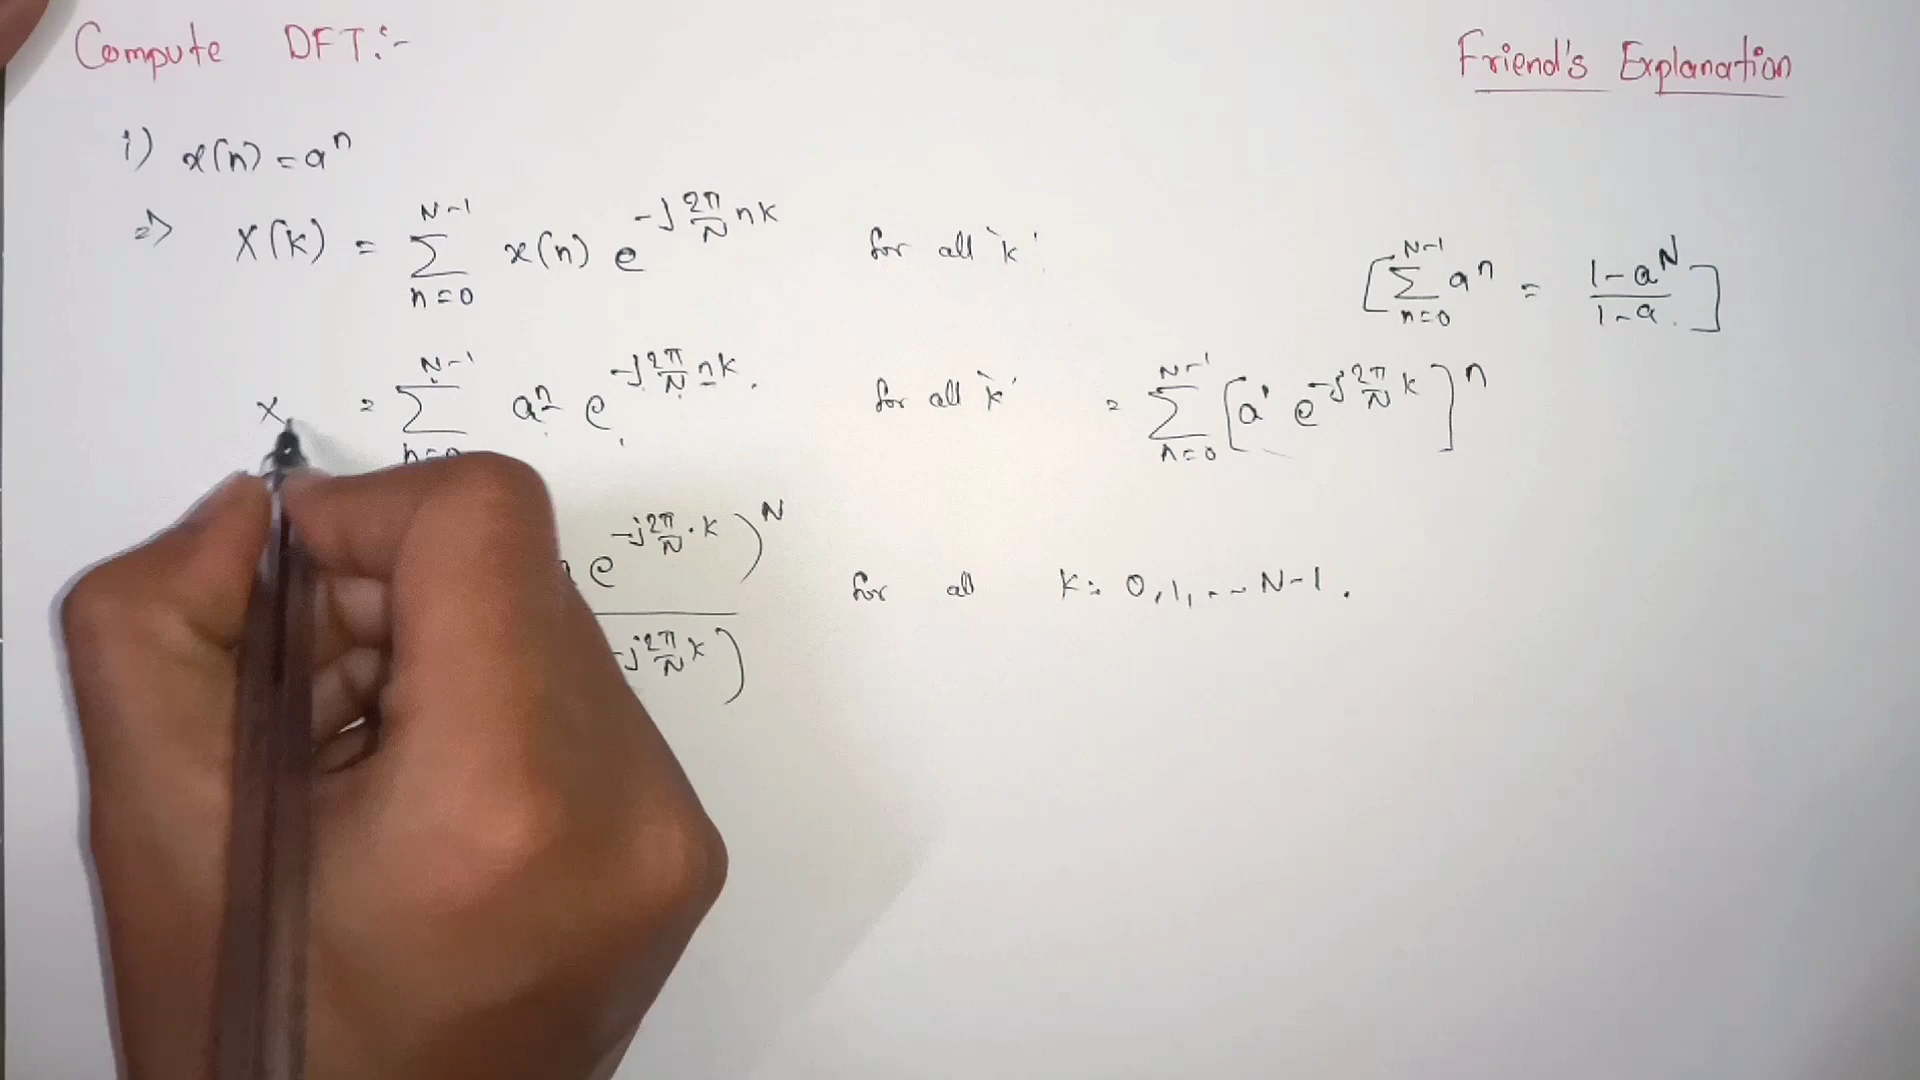 Compute DFT:-
Friend's Explanation
i) x(n) = a^n
=> X(k) = Σ_{n=0}^{N-1} x(n) e^{-j 2π/N nk} for all `k'
[Σ_{n=0}^{N-1} a^n = (1-a^N)/(1-a)]
X = Σ_{n=0}^{N-1} a^n e^{-j 2π/N nk}. for all `k' = Σ_{n=0}^{N-1} [a' e^{-j 2π/N k}]^n
e^{-j 2π/N · k})^N for all k = 0, 1, -- N-1.
-j 2π/N k)